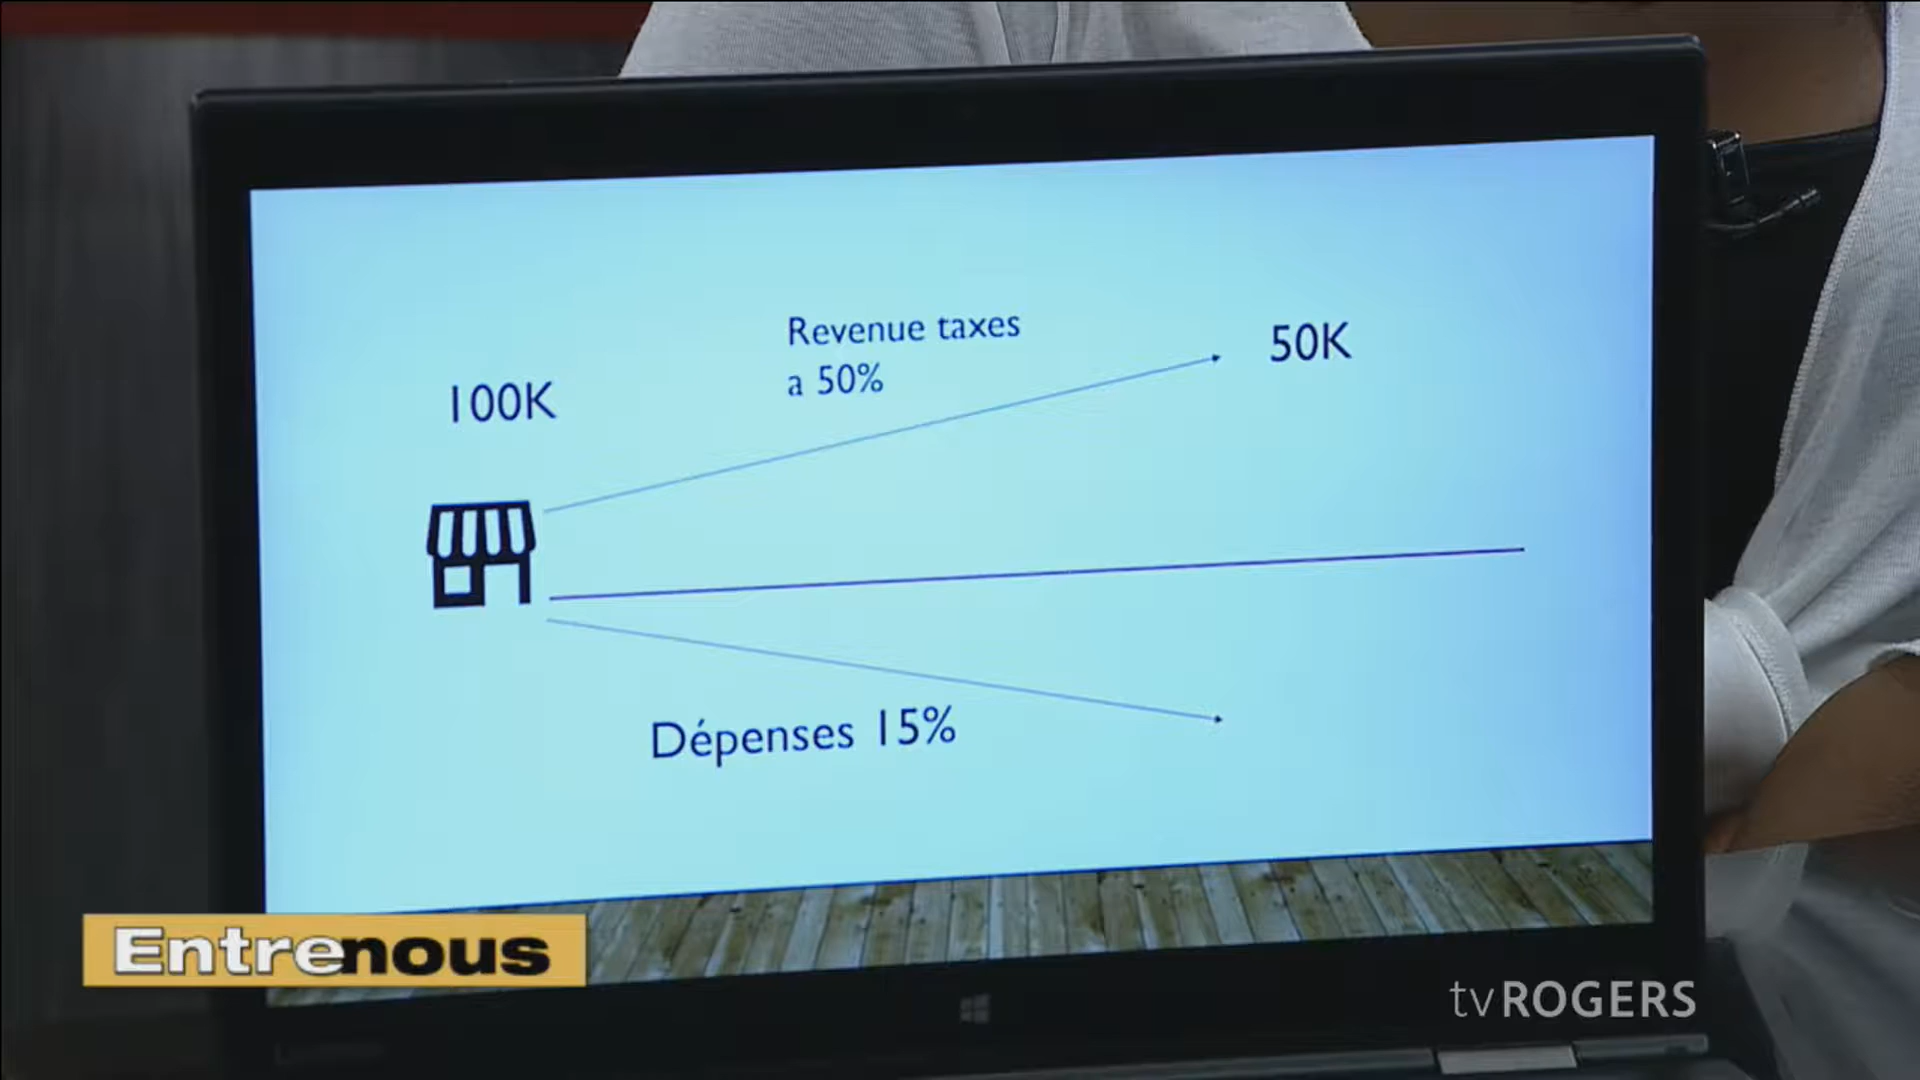 Revenue taxes
a 50%
50K
100K
Dépenses 15%
Entrenous
tvROGERS